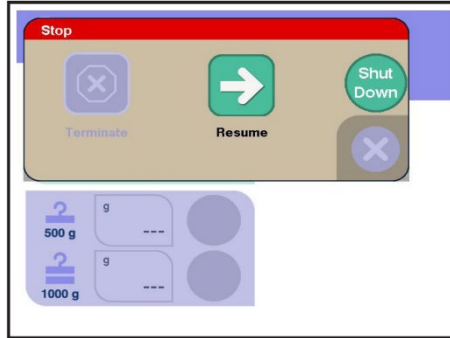 Stop
Shut
Down
Terminate
Resume
g
---
500 g
g
---
1000 g